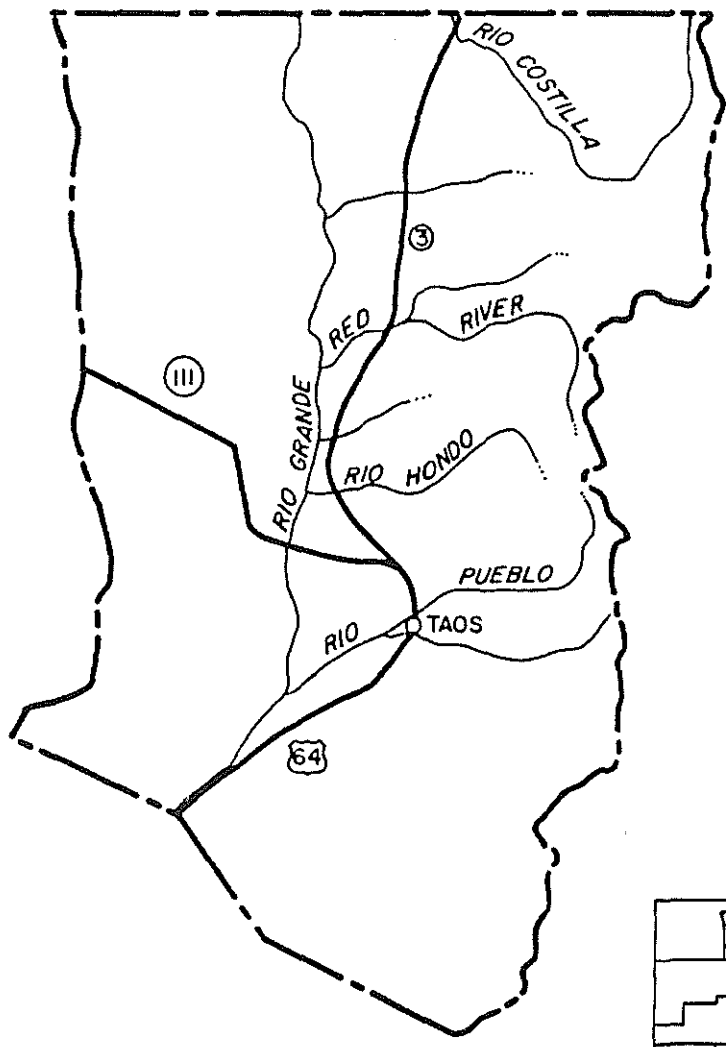 RIO COSTILLA
3
RED RIVER
111
RIO GRANDE
RIO HONDO
RIO PUEBLO
TAOS
64